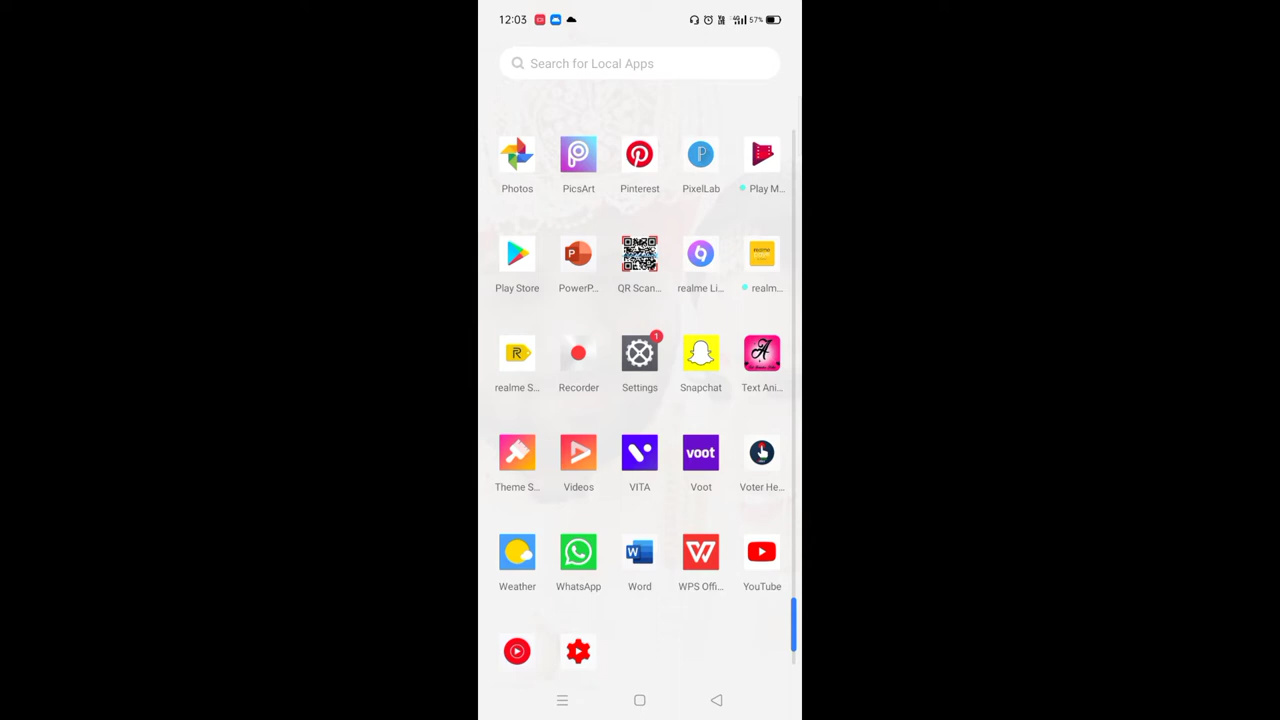 12:03 57%
Search for Local Apps
Photos PicsArt Pinterest PixelLab Play M...
Play Store PowerP... QR Scan... realme Li... realm...
1
realme S... Recorder Settings Snapchat Text Ani...
voot
Theme S... Videos VITA Voot Voter He...
Weather WhatsApp Word WPS Offi... YouTube